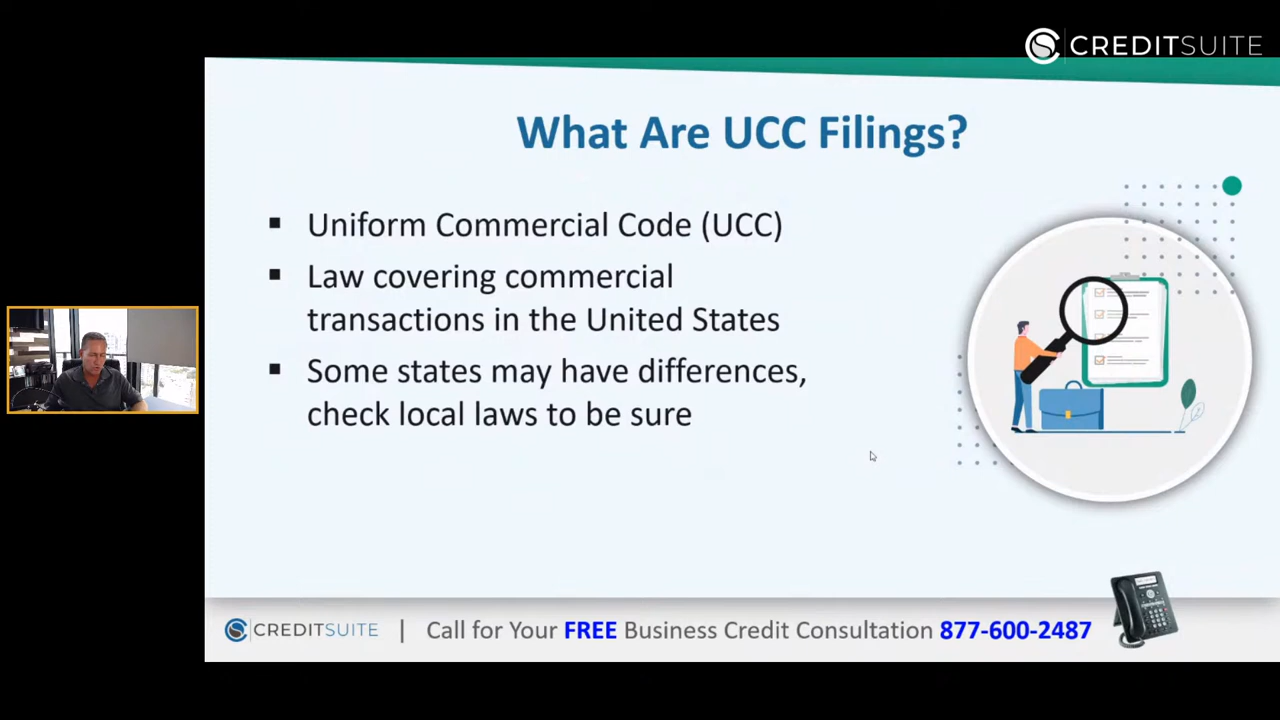 CREDITSUITE
What Are UCC Filings?
▪ Uniform Commercial Code (UCC)
▪ Law covering commercial
transactions in the United States
▪ Some states may have differences,
check local laws to be sure
CREDITSUITE | Call for Your FREE Business Credit Consultation 877-600-2487